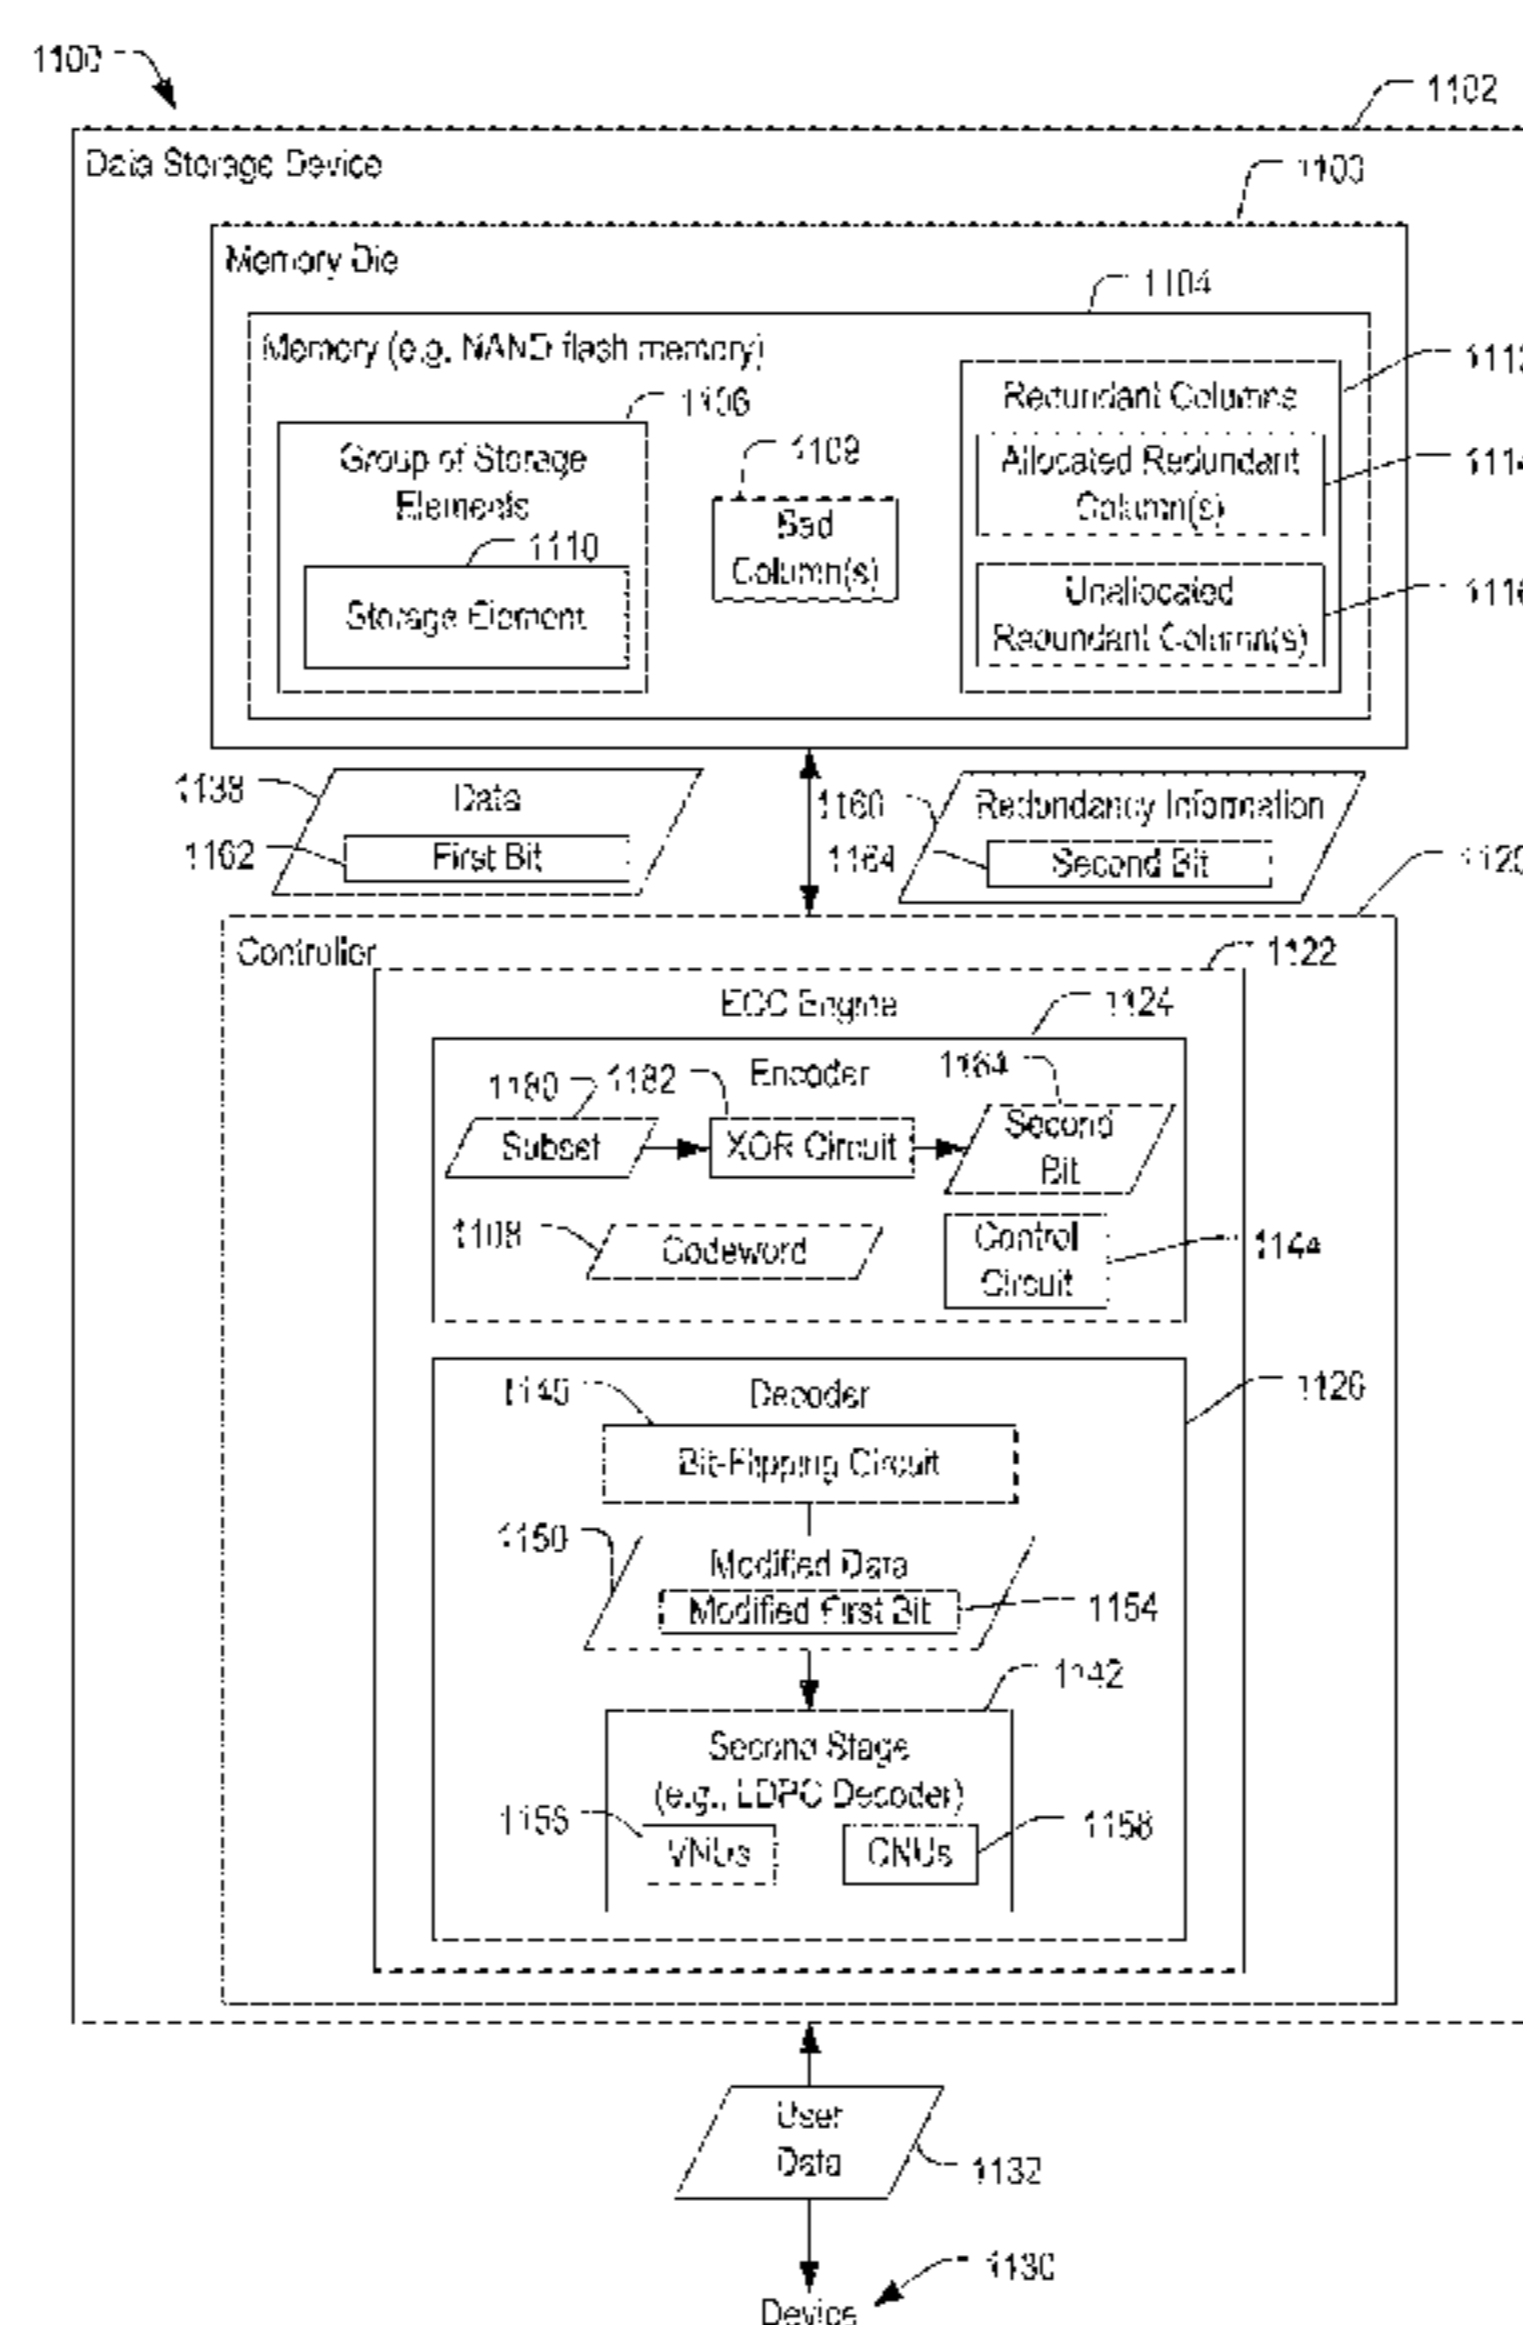 1100
1102
Data Storage Device
1103
Memory Die
1104
Memory (e.g. NAND flash memory)
1106
Group of Storage
Elements
1110
Storage Element
1109
Bad
Column(s)
Redundant Columns
Allocated Redundant
Column(s)
1114
Unallocated
Redundant Column(s)
1116
1138
Data
1162
First Bit
1160
Redundancy Information
1164
Second Bit
1120
Controller
1122
ECC Engine
1124
Encoder
1180
Subset
1182
XOR Circuit
1164
Second
Bit
1108
Codeword
Control
Circuit
1144
Decoder
1126
Bit-Flipping Circuit
1150
Modified Data
Modified First Bit
1154
1142
Second Stage
(e.g., LDPC Decoder)
1156
VNUs
CNUs
1158
User
Data
1132
1130
Device